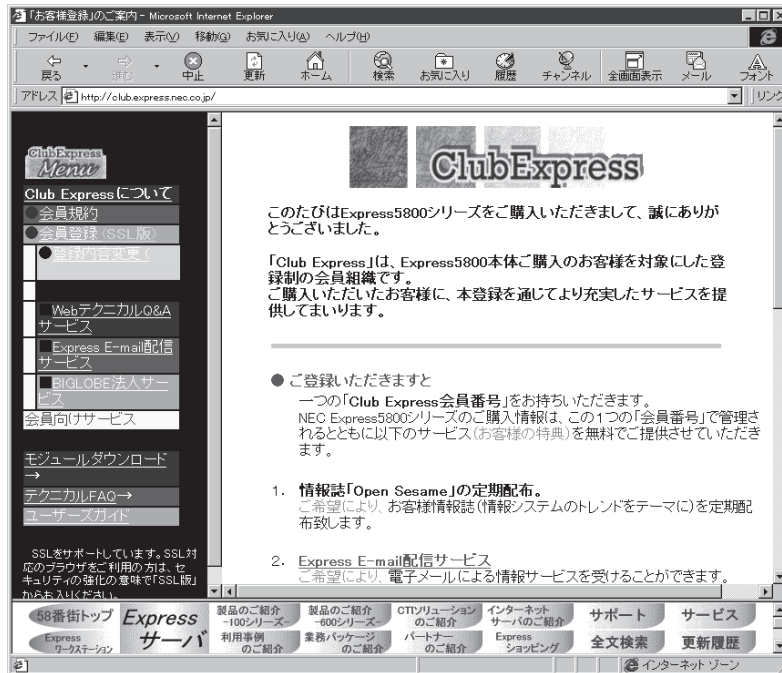 「お客様登録」のご案内 - Microsoft Internet Explorer
ファイル(F) 編集(E) 表示(V) 移動(G) お気に入り(A) ヘルプ(H)
戻る 進む 中止 更新 ホーム 検索 お気に入り 履歴 チャンネル 全画面表示 メール フォント
アドレス http://club.express.nec.co.jp/ リンク
ClubExpress
Menu
Club Expressについて
●会員規約
●会員登録(SSL版)
●登録内容変更(
■WebテクニカルQ&A
サービス
■Express E-mail配信
サービス
■BIGLOBE法人サー
ビス
会員向けサービス
モジュールダウンロード
→
テクニカルFAQ→
ユーザーズガイド
SSLをサポートしています。SSL対
応のブラウザをご利用の方は、セ
キュリティの強化の意味で「SSL版」
からお入りください。
ClubExpress
このたびはExpress5800シリーズをご購入いただきまして、誠にありが
とうございました。
「Club Express」は、Express5800本体ご購入のお客様を対象にした登
録制の会員組織です。
ご購入いただいたお客様に、本登録を通じてより充実したサービスを提
供してまいります。
● ご登録いただきますと
一つの「Club Express会員番号」をお持ちいただきます。
NEC Express5800シリーズのご購入情報は、この1つの「会員番号」で管理さ
れるとともに以下のサービス(お客様の特典)を無料でご提供させていただき
ます。
1. 情報誌「Open Sesame」の定期配布。
ご希望により、お客様情報誌(情報システムのトレンドをテーマに)を定期配
布致します。
2. Express E-mail配信サービス
ご希望により、電子メールによる情報サービスを受けることができます。
58番街トップ Express サーバ 製品のご紹介 -100シリーズ- 製品のご紹介 -600シリーズ- CTIソリューション のご紹介 インターネット サーバのご紹介 サポート サービス
Express ワークステーション 利用事例 のご紹介 業務パッケージ のご紹介 パートナー のご紹介 Express ショッピング 全文検索 更新履歴
インターネット ゾーン